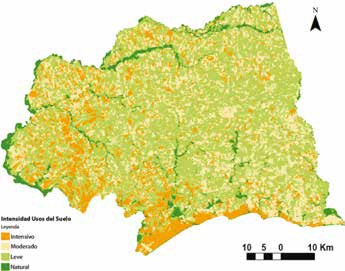 N
Intensidad Usos del Suelo
Leyenda
Intensivo
Moderado
Leve
Natural
10 5 0 10 Km